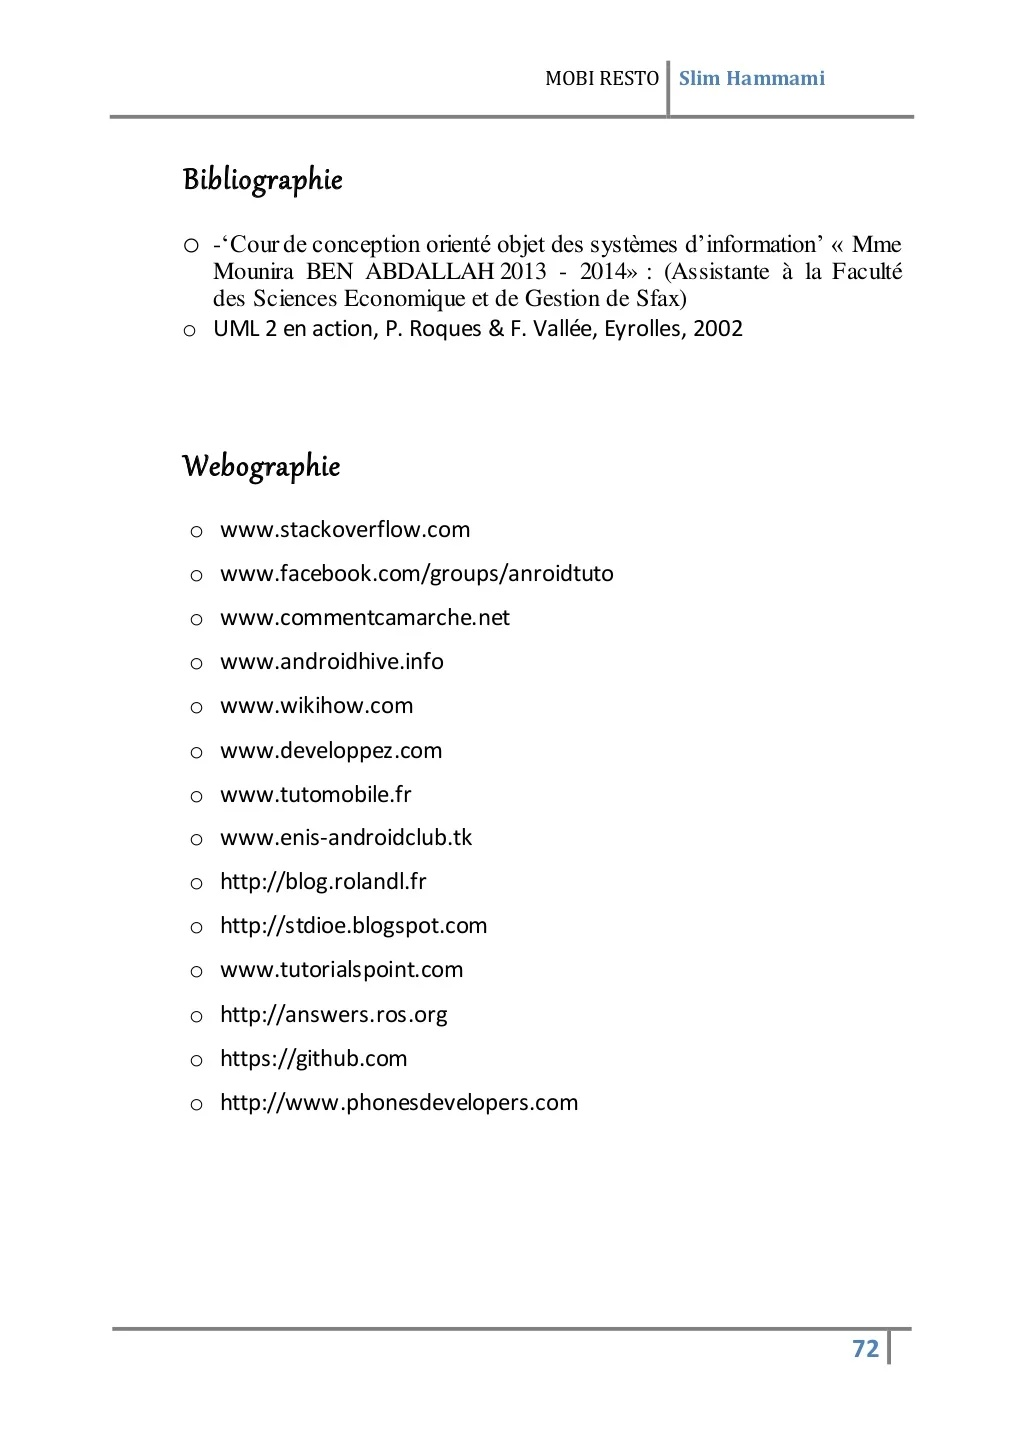 MOBI RESTO Slim Hammami
Bibliographie
o -‘Cour de conception orienté objet des systèmes d’information’ « Mme
Mounira BEN ABDALLAH 2013 - 2014» : (Assistante à la Faculté
des Sciences Economique et de Gestion de Sfax)
o UML 2 en action, P. Roques & F. Vallée, Eyrolles, 2002
Webographie
o www.stackoverflow.com
o www.facebook.com/groups/anroidtuto
o www.commentcamarche.net
o www.androidhive.info
o www.wikihow.com
o www.developpez.com
o www.tutomobile.fr
o www.enis-androidclub.tk
o http://blog.rolandl.fr
o http://stdioe.blogspot.com
o www.tutorialspoint.com
o http://answers.ros.org
o https://github.com
o http://www.phonesdevelopers.com
72